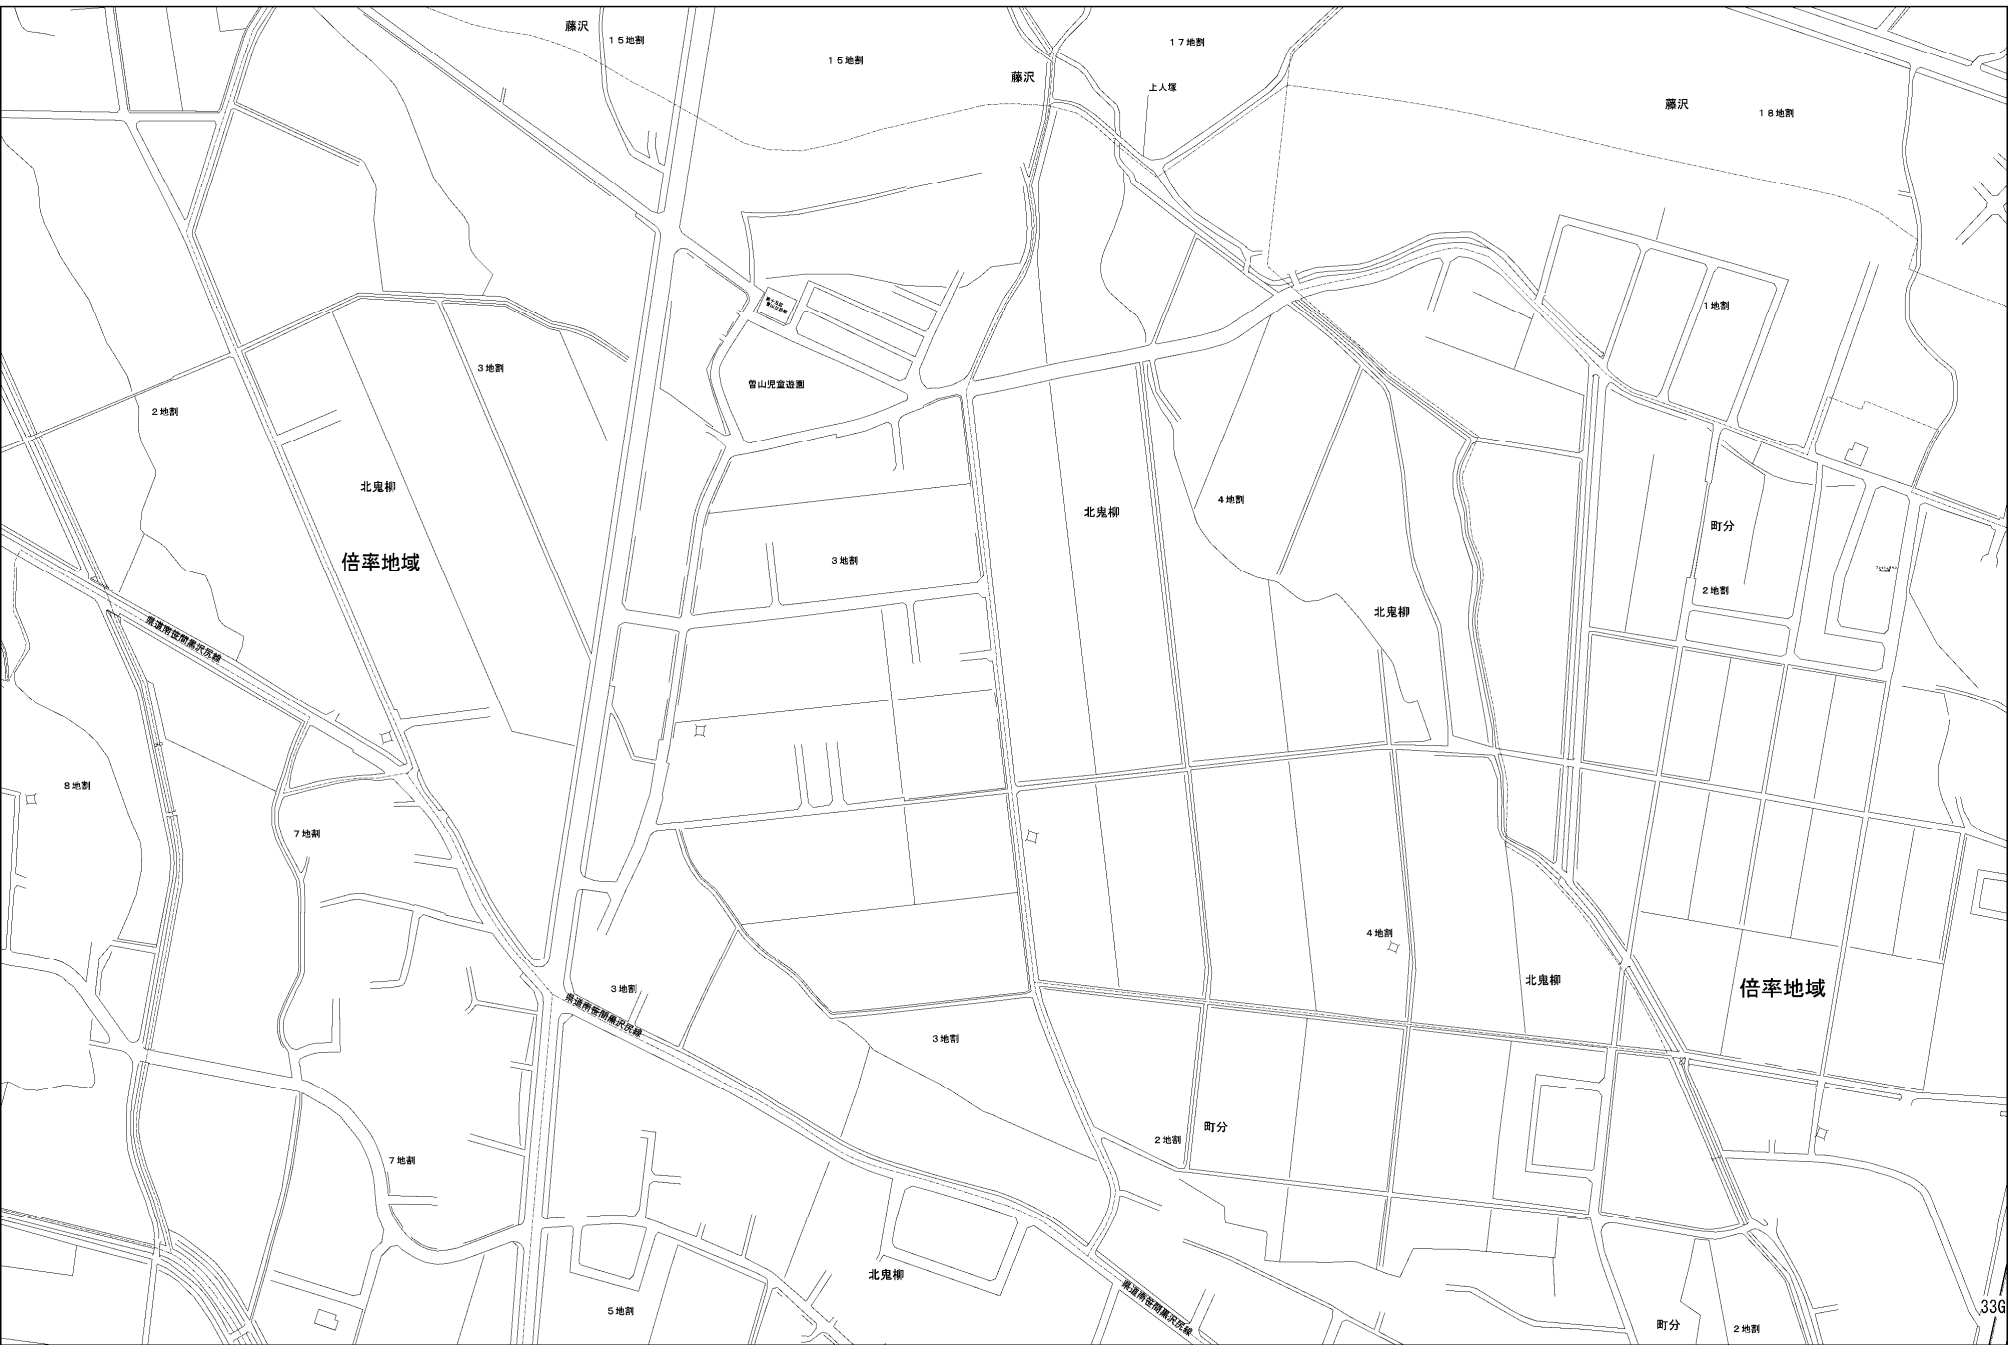 藤沢
15地割
17地割
15地割
藤沢
上人塚
藤沢
18地割
1地割
3地割
曽山児童遊園
2地割
北鬼柳
4地割
北鬼柳
町分
倍率地域
3地割
2地割
北鬼柳
県道南笹間黒沢尻線
8地割
7地割
4地割
北鬼柳
倍率地域
3地割
県道南笹間黒沢尻線
3地割
町分
2地割
7地割
北鬼柳
県道南笹間黒沢尻線
5地割
33G
町分
2地割